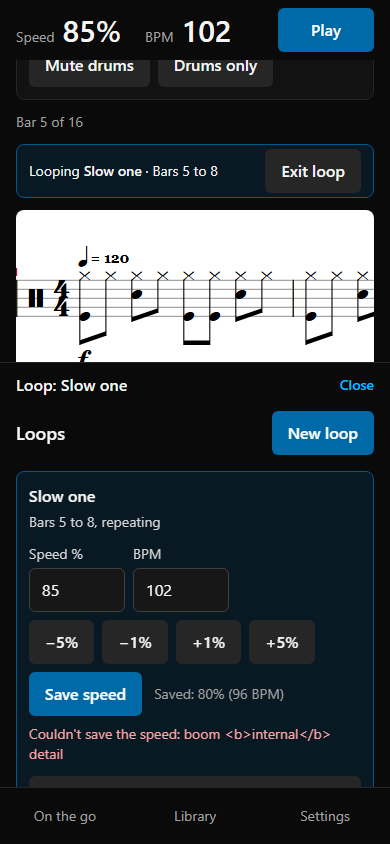 Speed 85% BPM 102 Play
Mute drums Drums only
Bar 5 of 16
Looping Slow one · Bars 5 to 8 Exit loop
= 120
4
4
f
Loop: Slow one Close
Loops New loop
Slow one
Bars 5 to 8, repeating
Speed % BPM
85 102
−5% −1% +1% +5%
Save speed Saved: 80% (96 BPM)
Couldn't save the speed: boom <b>internal</b>
detail
On the go Library Settings